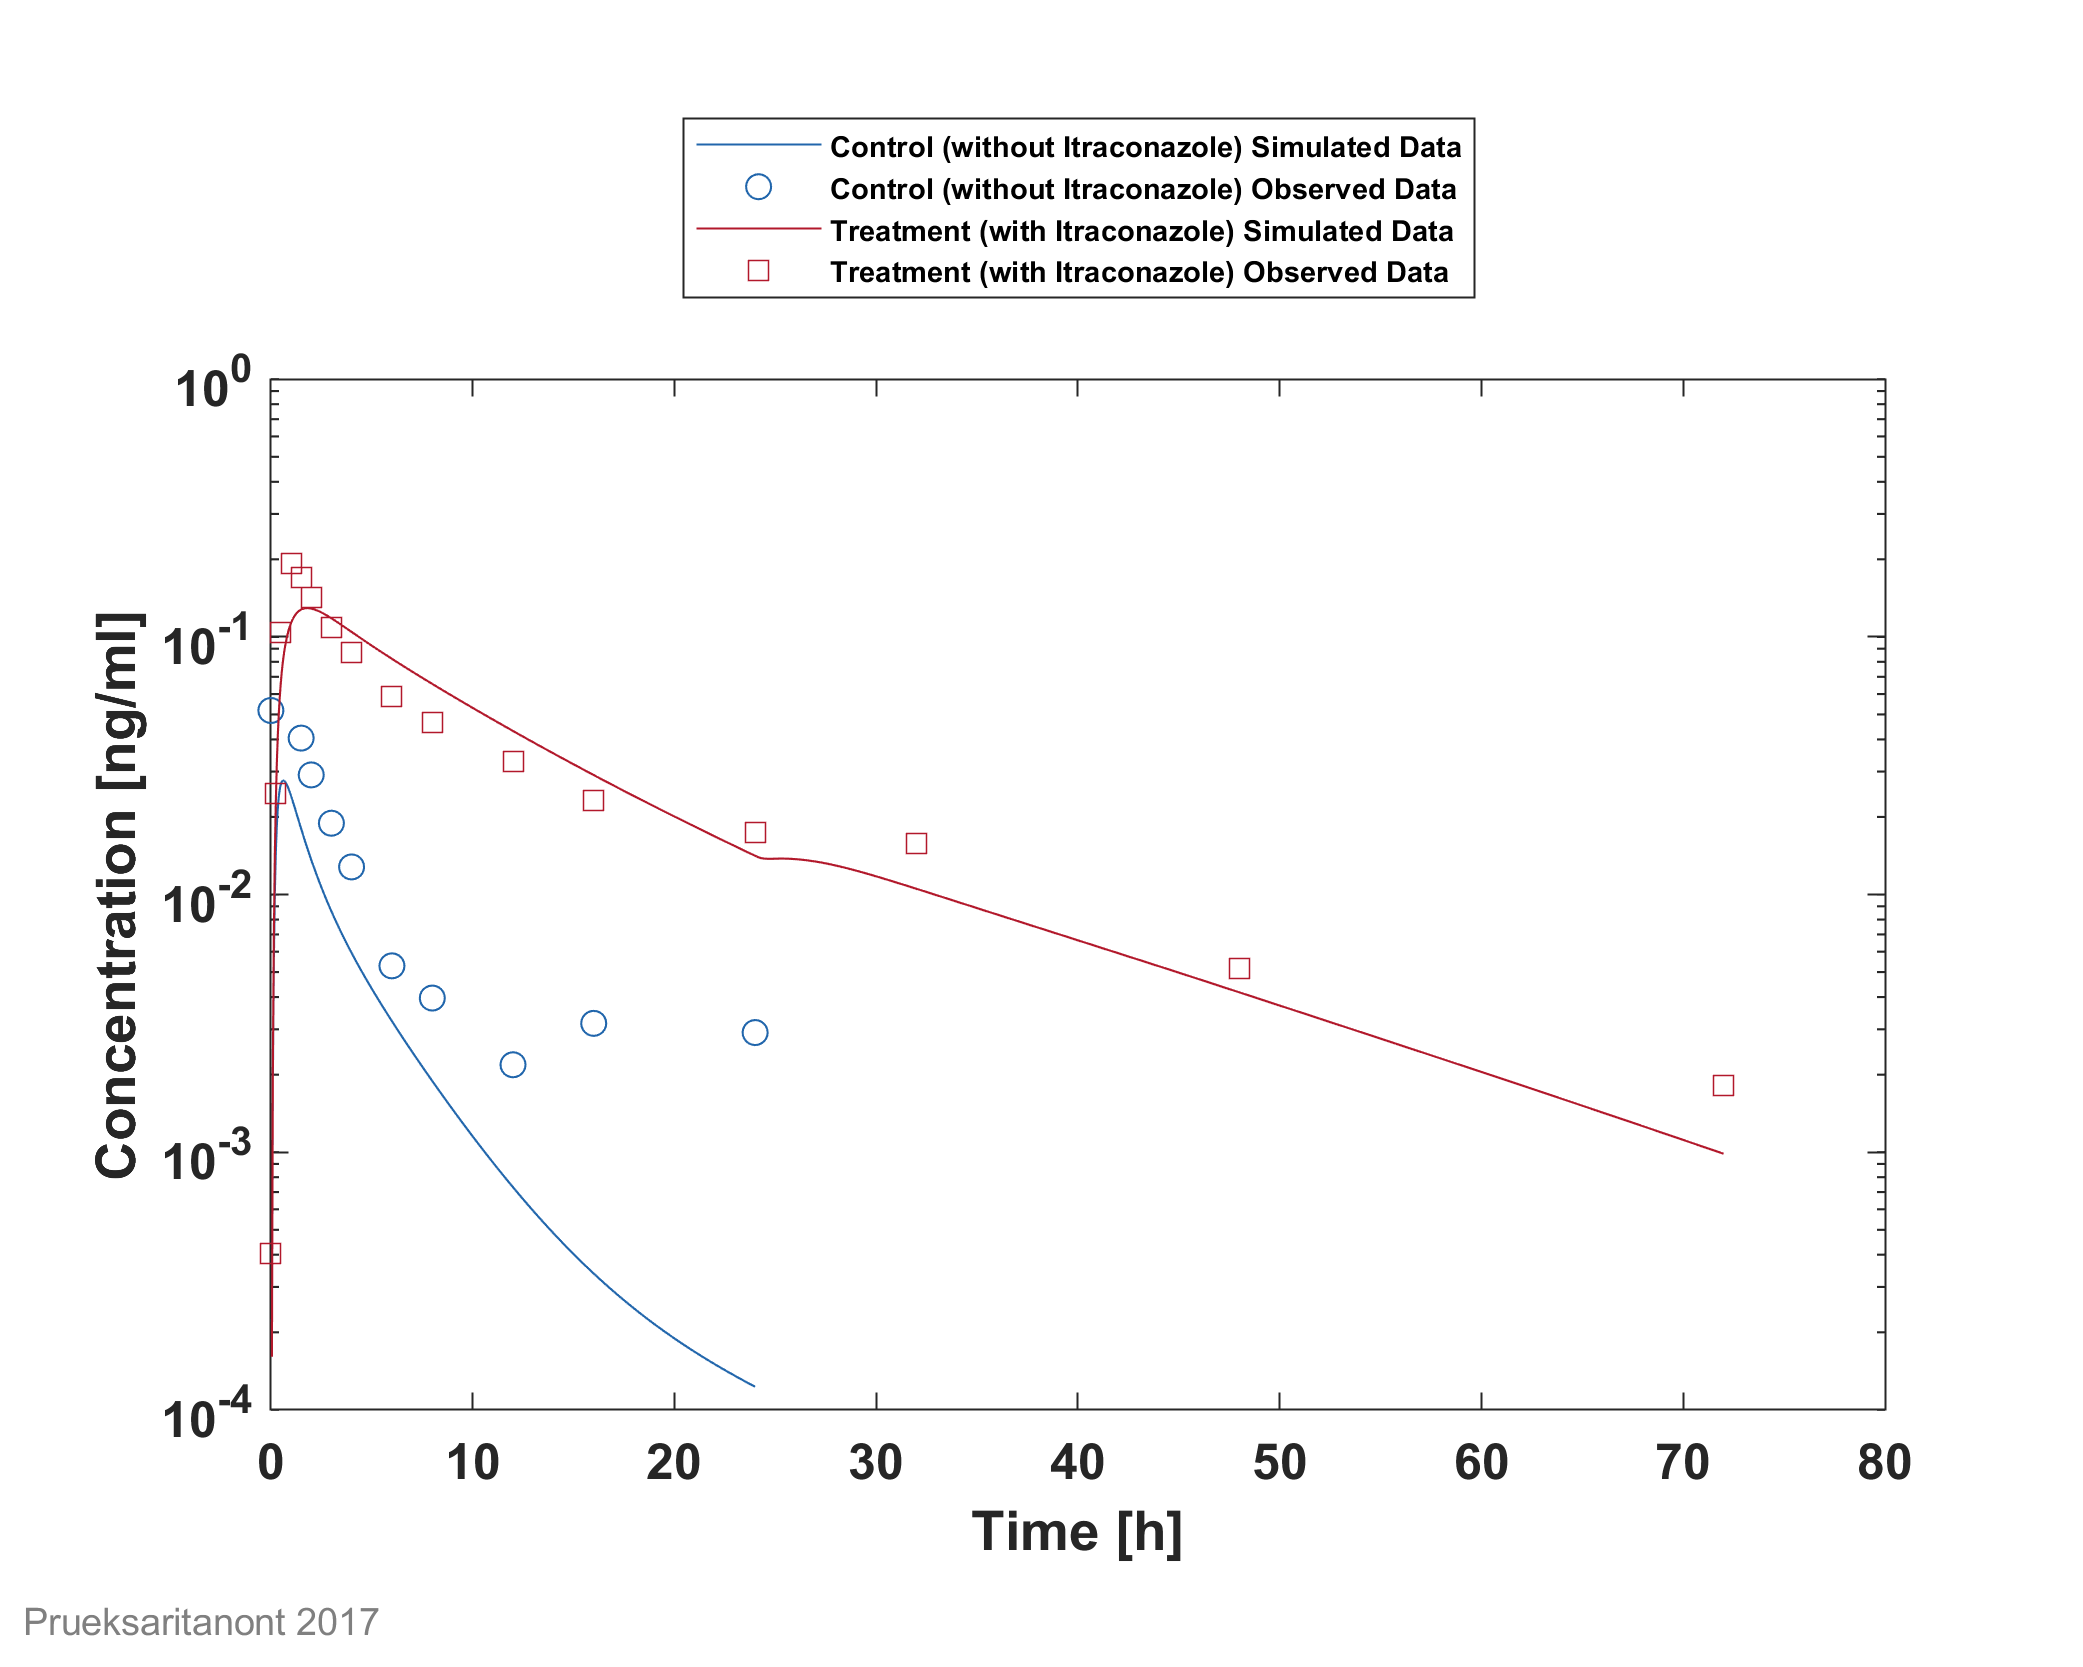 Control (without Itraconazole) Simulated Data
Control (without Itraconazole) Observed Data
Treatment (with Itraconazole) Simulated Data
Treatment (with Itraconazole) Observed Data
10^0
10^-1
10^-2
10^-3
10^-4
Concentration [ng/ml]
0 10 20 30 40 50 60 70 80
Time [h]
Prueksaritanont 2017